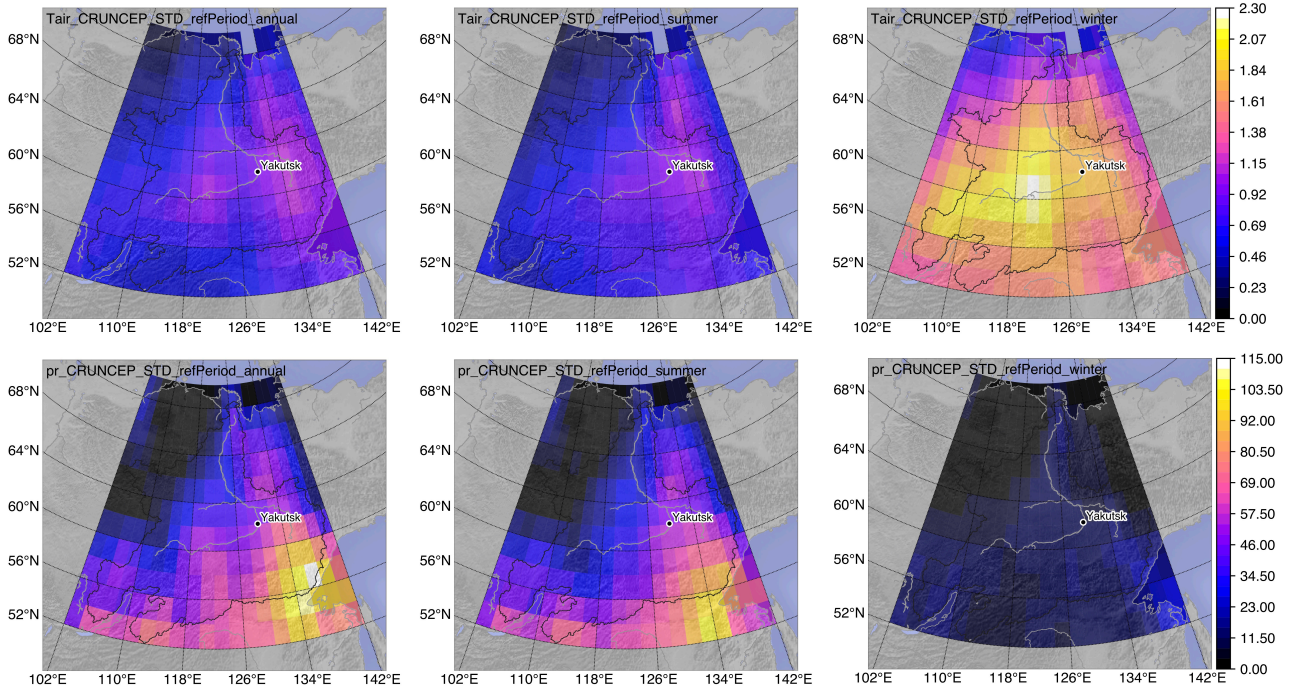 Tair_CRUNCEP_STD_refPeriod_annual
68°N
64°N
60°N
56°N
52°N
Yakutsk
102°E 110°E 118°E 126°E 134°E 142°E
Tair_CRUNCEP_STD_refPeriod_summer
68°N
64°N
60°N
56°N
52°N
Yakutsk
102°E 110°E 118°E 126°E 134°E 142°E
Tair_CRUNCEP_STD_refPeriod_winter
68°N
64°N
60°N
56°N
52°N
Yakutsk
102°E 110°E 118°E 126°E 134°E 142°E
2.30
2.07
1.84
1.61
1.38
1.15
0.92
0.69
0.46
0.23
0.00
pr_CRUNCEP_STD_refPeriod_annual
68°N
64°N
60°N
56°N
52°N
Yakutsk
102°E 110°E 118°E 126°E 134°E 142°E
pr_CRUNCEP_STD_refPeriod_summer
68°N
64°N
60°N
56°N
52°N
Yakutsk
102°E 110°E 118°E 126°E 134°E 142°E
pr_CRUNCEP_STD_refPeriod_winter
68°N
64°N
60°N
56°N
52°N
Yakutsk
102°E 110°E 118°E 126°E 134°E 142°E
115.00
103.50
92.00
80.50
69.00
57.50
46.00
34.50
23.00
11.50
0.00